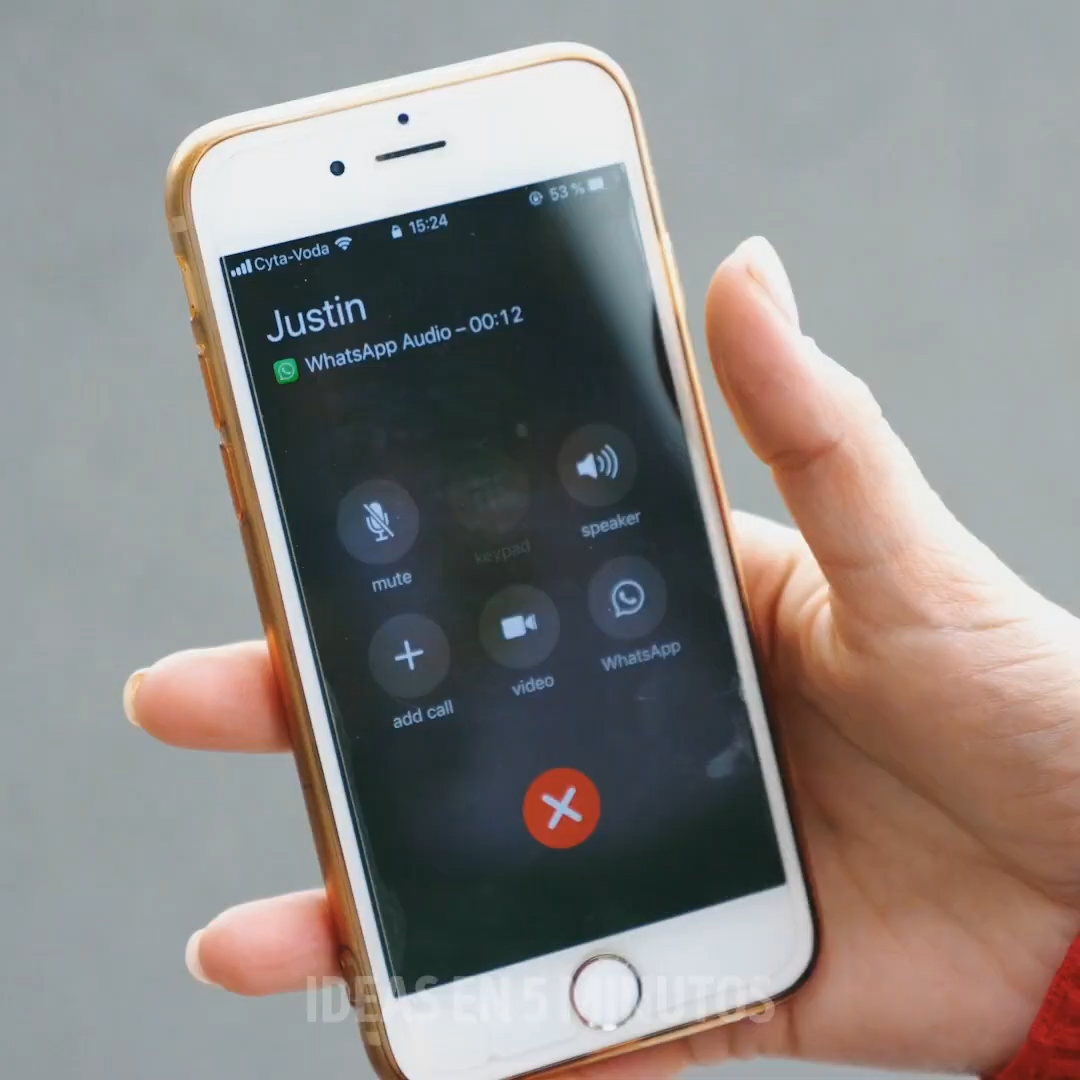 Cyta-Voda 15:24 53 %
Justin
WhatsApp Audio – 00:12
mute keypad speaker
add call video WhatsApp
IDEAS EN 5 MINUTOS